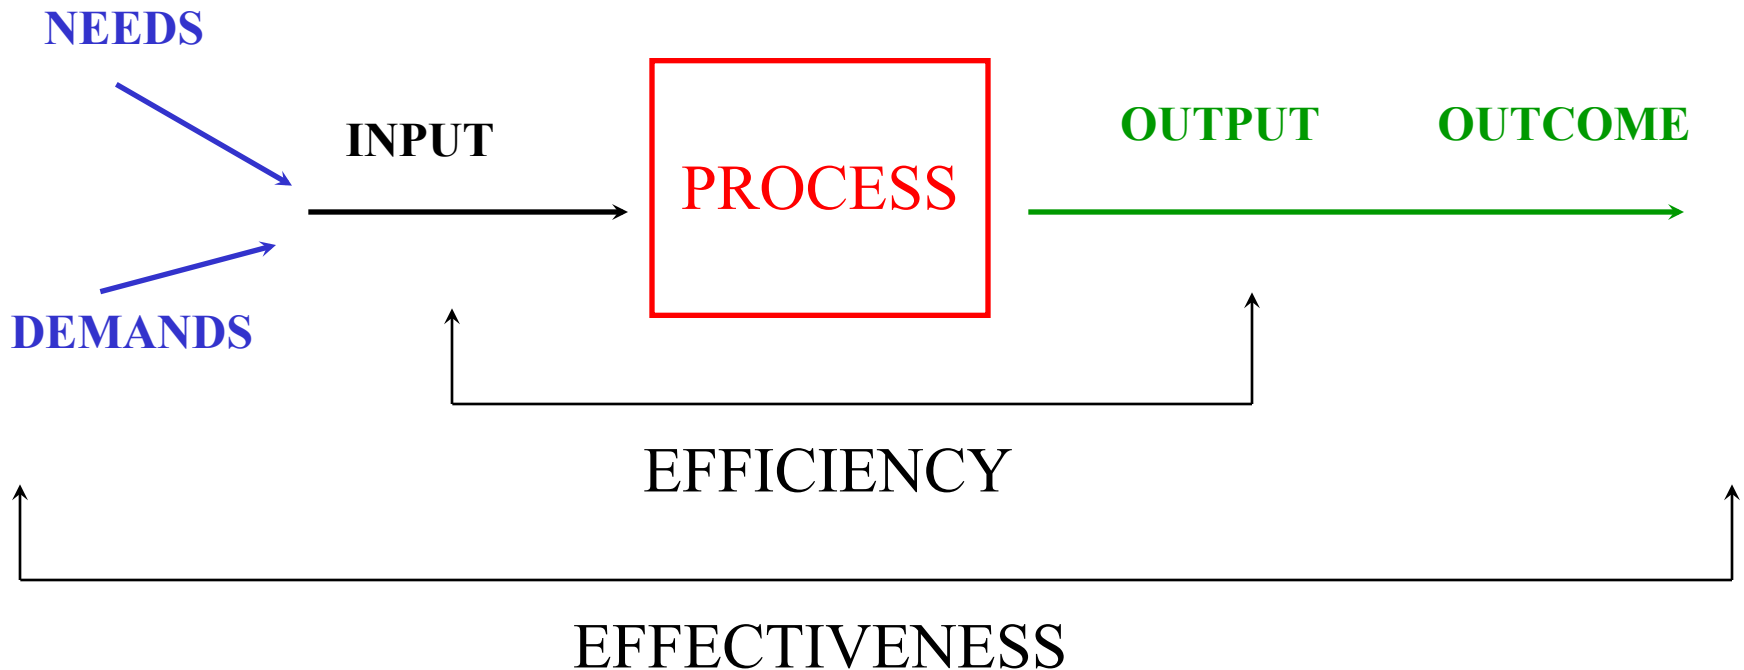 NEEDS
INPUT
PROCESS
OUTPUT
OUTCOME
DEMANDS
EFFICIENCY
EFFECTIVENESS